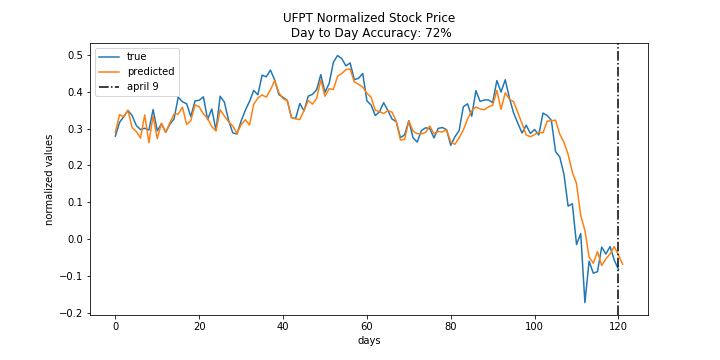 UFPT Normalized Stock Price
Day to Day Accuracy: 72%
true
predicted
april 9
normalized values
0.5
0.4
0.3
0.2
0.1
0.0
−0.1
−0.2
0
20
40
60
80
100
120
days